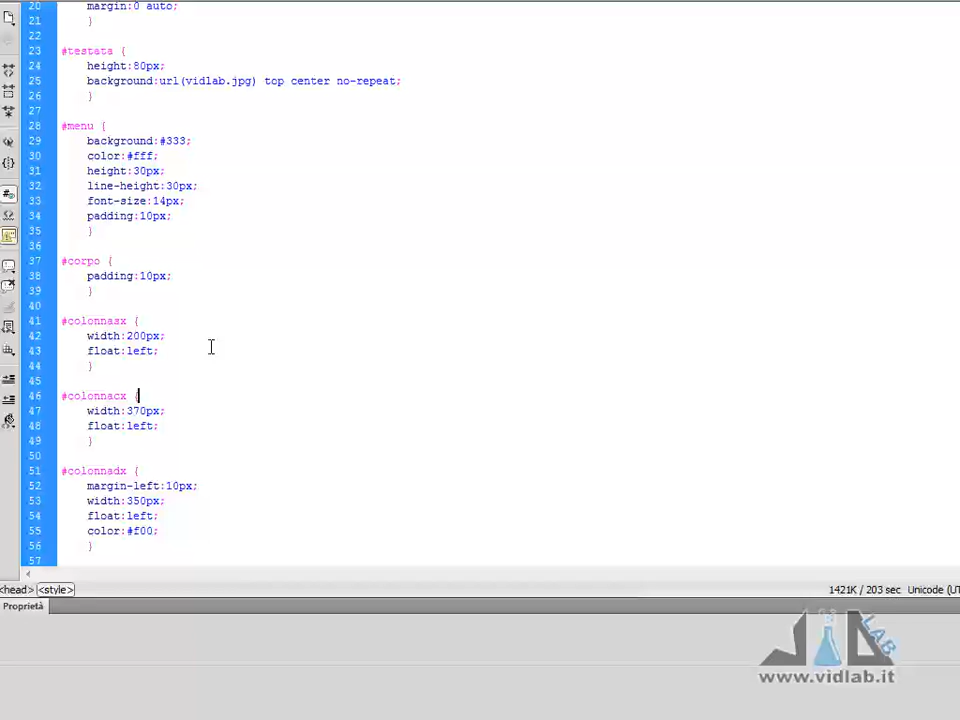 20 margin:0 auto;
21 }
22
23 #testata {
24 height:80px;
25 background:url(vidlab.jpg) top center no-repeat;
26 }
27
28 #menu {
29 background:#333;
30 color:#fff;
31 height:30px;
32 line-height:30px;
33 font-size:14px;
34 padding:10px;
35 }
36
37 #corpo {
38 padding:10px;
39 }
40
41 #colonnasx {
42 width:200px;
43 float:left;
44 }
45
46 #colonnacx {
47 width:370px;
48 float:left;
49 }
50
51 #colonnadx {
52 margin-left:10px;
53 width:350px;
54 float:left;
55 color:#f00;
56 }
57
<head> <style> 1421K / 203 sec Unicode (UT
Proprietà
LAB
www.vidlab.it